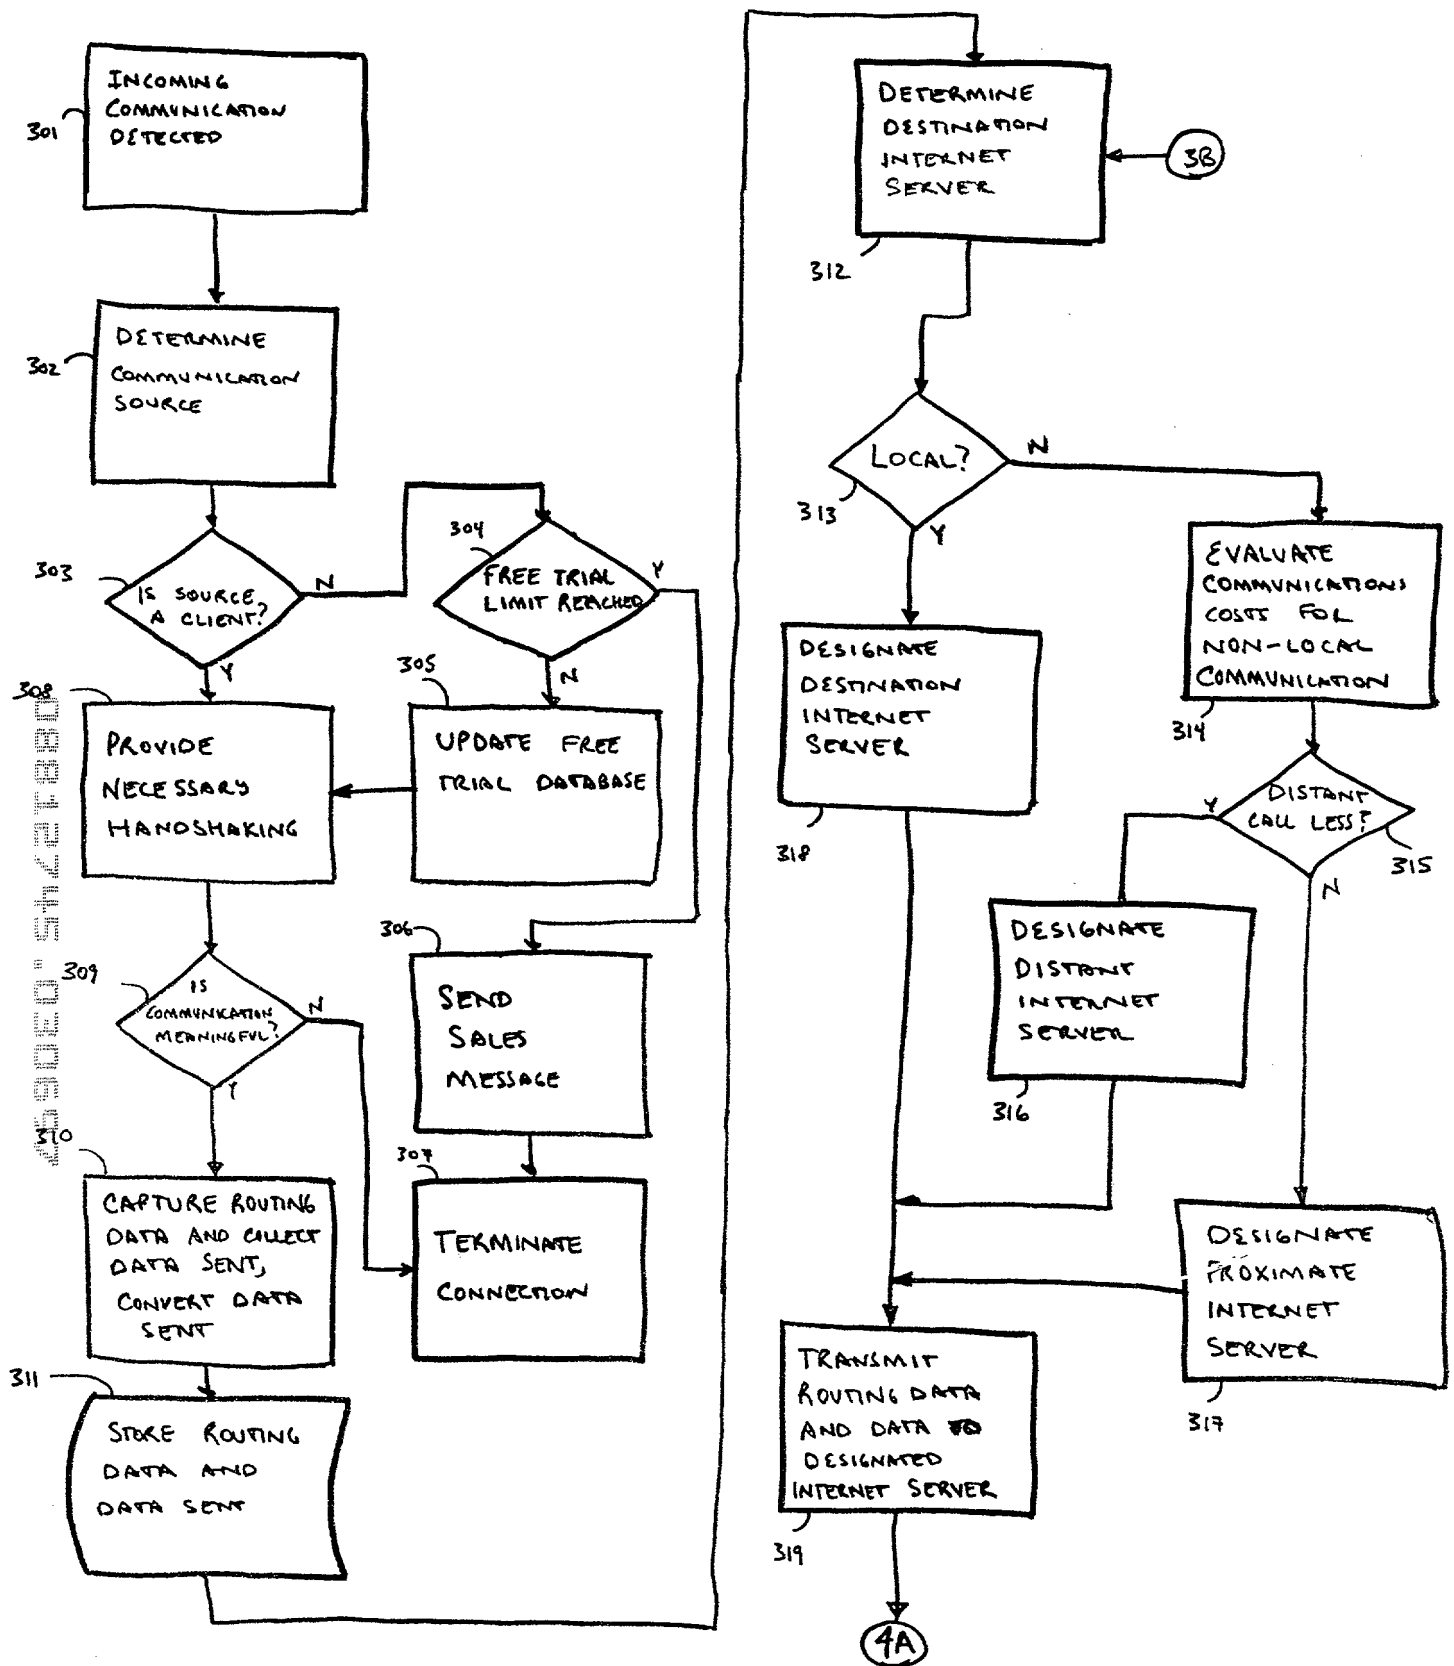 301
INCOMING
COMMUNICATION
DETECTED
302
DETERMINE
COMMUNICATION
SOURCE
303
IS SOURCE
A CLIENT?
N
Y
304
FREE TRIAL
LIMIT REACHED
Y
N
305
UPDATE FREE
TRIAL DATABASE
308
PROVIDE
NECESSARY
HANDSHAKING
309
IS
COMMUNICATION
MEANINGFUL?
N
Y
306
SEND
SALES
MESSAGE
307
TERMINATE
CONNECTION
310
CAPTURE ROUTING
DATA AND COLLECT
DATA SENT,
CONVERT DATA
SENT
311
STORE ROUTING
DATA AND
DATA SENT
DETERMINE
DESTINATION
INTERNET
SERVER
3B
312
LOCAL?
N
313
Y
EVALUATE
COMMUNICATIONS
COSTS FOR
NON-LOCAL
COMMUNICATION
314
DESIGNATE
DESTINATION
INTERNET
SERVER
318
DISTANT
CALL LESS?
Y
315
N
DESIGNATE
DISTANT
INTERNET
SERVER
316
DESIGNATE
PROXIMATE
INTERNET
SERVER
317
TRANSMIT
ROUTING DATA
AND DATA TO
DESIGNATED
INTERNET SERVER
319
4A